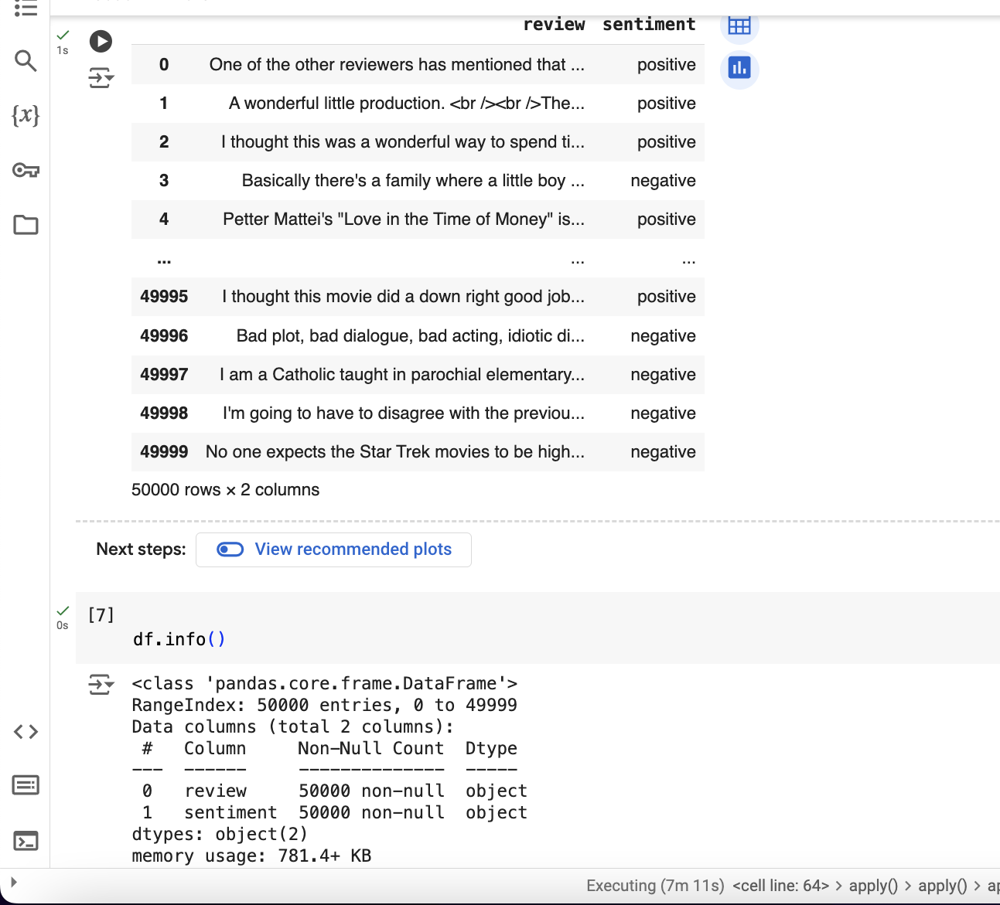 review sentiment
1s
0 One of the other reviewers has mentioned that ... positive
1 A wonderful little production. <br /><br />The... positive
2 I thought this was a wonderful way to spend ti... positive
{x}
3 Basically there's a family where a little boy ... negative
4 Petter Mattei's "Love in the Time of Money" is... positive
... ... ...
49995 I thought this movie did a down right good job... positive
49996 Bad plot, bad dialogue, bad acting, idiotic di... negative
49997 I am a Catholic taught in parochial elementary... negative
49998 I'm going to have to disagree with the previou... negative
49999 No one expects the Star Trek movies to be high... negative
50000 rows × 2 columns
Next steps: View recommended plots
[7]
0s
df.info()
<class 'pandas.core.frame.DataFrame'>
RangeIndex: 50000 entries, 0 to 49999
Data columns (total 2 columns):
# Column Non-Null Count Dtype
--- ------ -------------- -----
0 review 50000 non-null object
1 sentiment 50000 non-null object
dtypes: object(2)
memory usage: 781.4+ KB
Executing (7m 11s) <cell line: 64> > apply() > apply() > ap